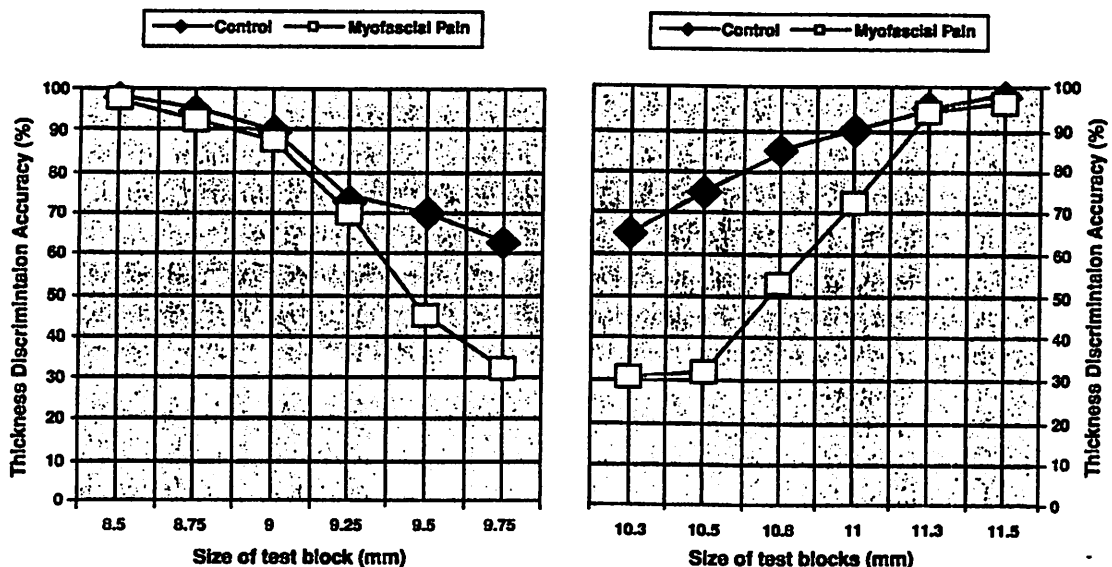 Control Myofascial Pain
100
90
80
70
60
50
40
30
20
10
0
Thickness Discrimintaion Accuracy (%)
8.5 8.75 9 9.25 9.5 9.75
Size of test block (mm)
Control Myofascial Pain
100
90
80
70
60
50
40
30
20
10
0
Thickness Discrimintaion Accuracy (%)
10.3 10.5 10.8 11 11.3 11.5
Size of test blocks (mm)